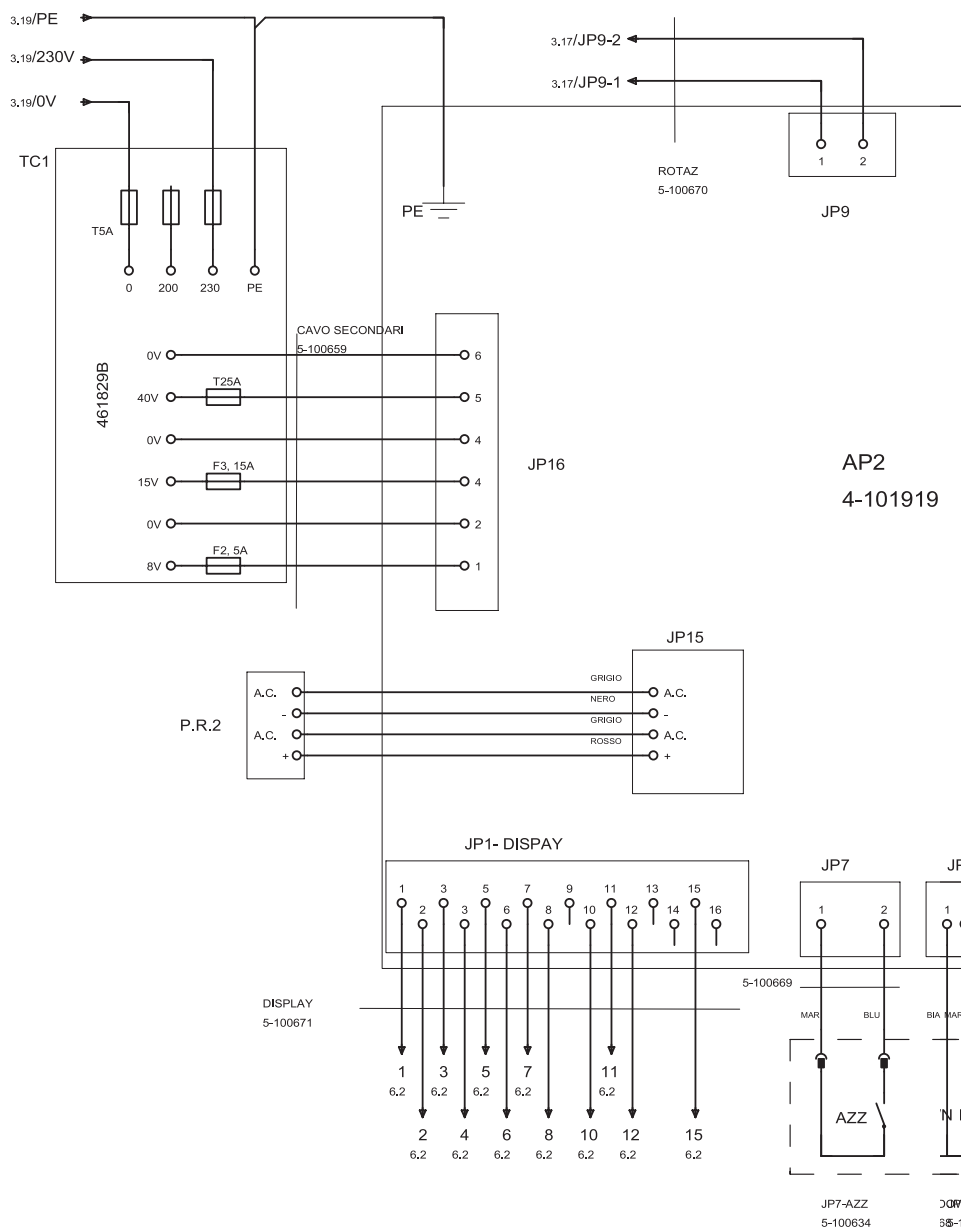 3.19/PE
3.19/230V
3.19/0V
3.17/JP9-2
3.17/JP9-1
TC1
T5A
0 200 230 PE
PE
ROTAZ
5-100670
1 2
JP9
461829B
CAVO SECONDARI
5-100659
0V 6
40V T25A 5
0V 4
15V F3, 15A 4
0V 2
8V F2, 5A 1
JP16
AP2
4-101919
JP15
P.R.2
A.C. GRIGIO A.C.
- NERO -
A.C. GRIGIO A.C.
+ ROSSO +
JP1- DISPAY
1 3 5 7 9 11 13 15
2 3 6 8 10 12 14 16
JP7
1 2
1
DISPLAY
5-100671
5-100669
MAR BLU BIA MAR
1 3 5 7 11
6.2 6.2 6.2 6.2 6.2
2 4 6 8 10 12 15
6.2 6.2 6.2 6.2 6.2 6.2 6.2
AZZ
JP7-AZZ
5-100634